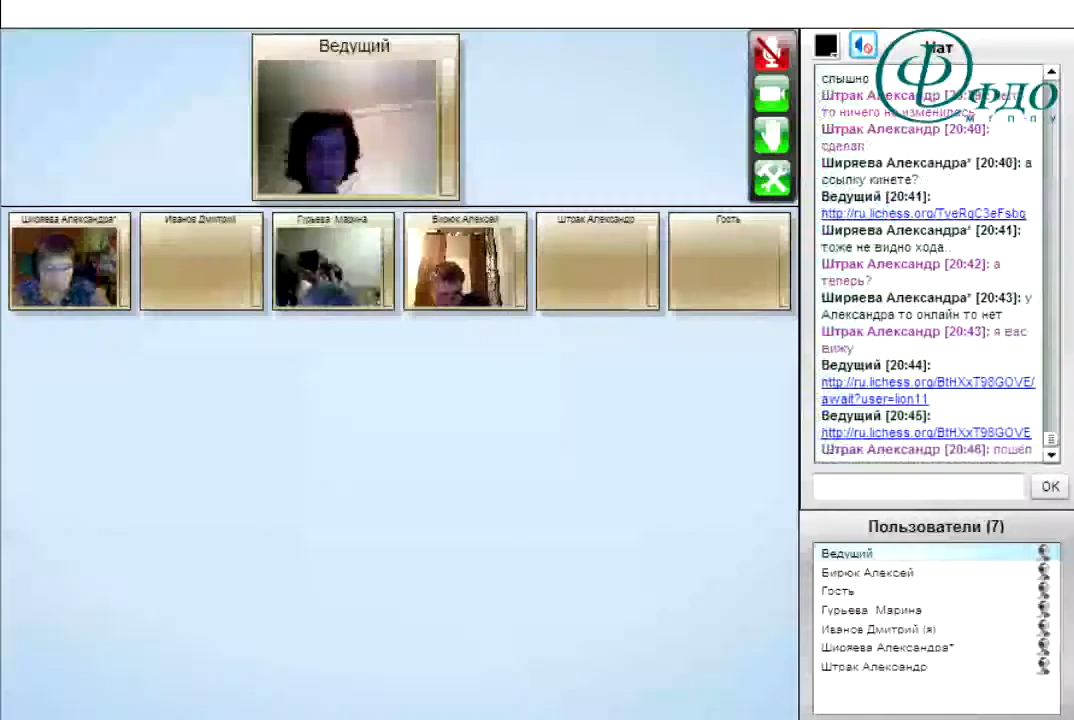 Ведущий
Ширяева Александра*
Иванов Дмитрий
Гурьева Марина
Бирюк Алексей
Штрак Александр
Гость
Чат
ФДО
МГППУ
слышно
Штрак Александр
то ничего не изменилось
Штрак Александр [20:40]:
сделал
Ширяева Александра* [20:40]: а
ссылку кинете?
Ведущий [20:41]:
http://ru.lichess.org/TyeRgC3eFsbg
Ширяева Александра* [20:41]:
тоже не видно хода..
Штрак Александр [20:42]: а
теперь?
Ширяева Александра* [20:43]: у
Александра то онлайн то нет
Штрак Александр [20:43]: я вас
вижу
Ведущий [20:44]:
http://ru.lichess.org/BtHXxT98GOVE/
await?user=lion11
Ведущий [20:45]:
http://ru.lichess.org/BtHXxT98GOVE
Штрак Александр [20:46]: пошёл
OK
Пользователи (7)
Ведущий
Бирюк Алексей
Гость
Гурьева Марина
Иванов Дмитрий (я)
Ширяева Александра*
Штрак Александр